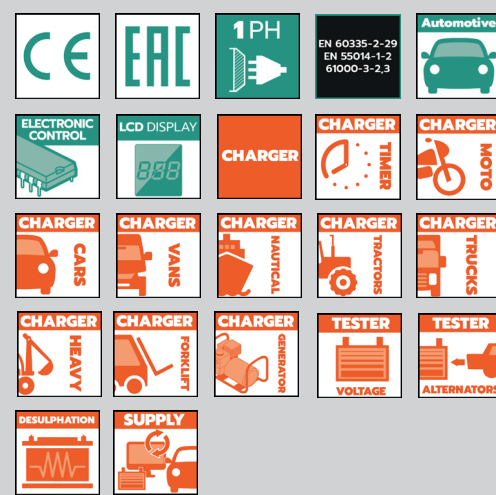 CE
EAC
1PH
EN 60335-2-29
EN 55014-1-2
61000-3-2,3
Automotive
ELECTRONIC
CONTROL
LCD DISPLAY
888
CHARGER
CHARGER
TIMER
CHARGER
MOTO
CHARGER
CARS
CHARGER
VANS
CHARGER
NAUTICAL
CHARGER
TRACTORS
CHARGER
TRUCKS
CHARGER
HEAVY
CHARGER
FORKLIFT
CHARGER
GENERATOR
TESTER
VOLTAGE
TESTER
ALTERNATORS
DESULPHATION
SUPPLY